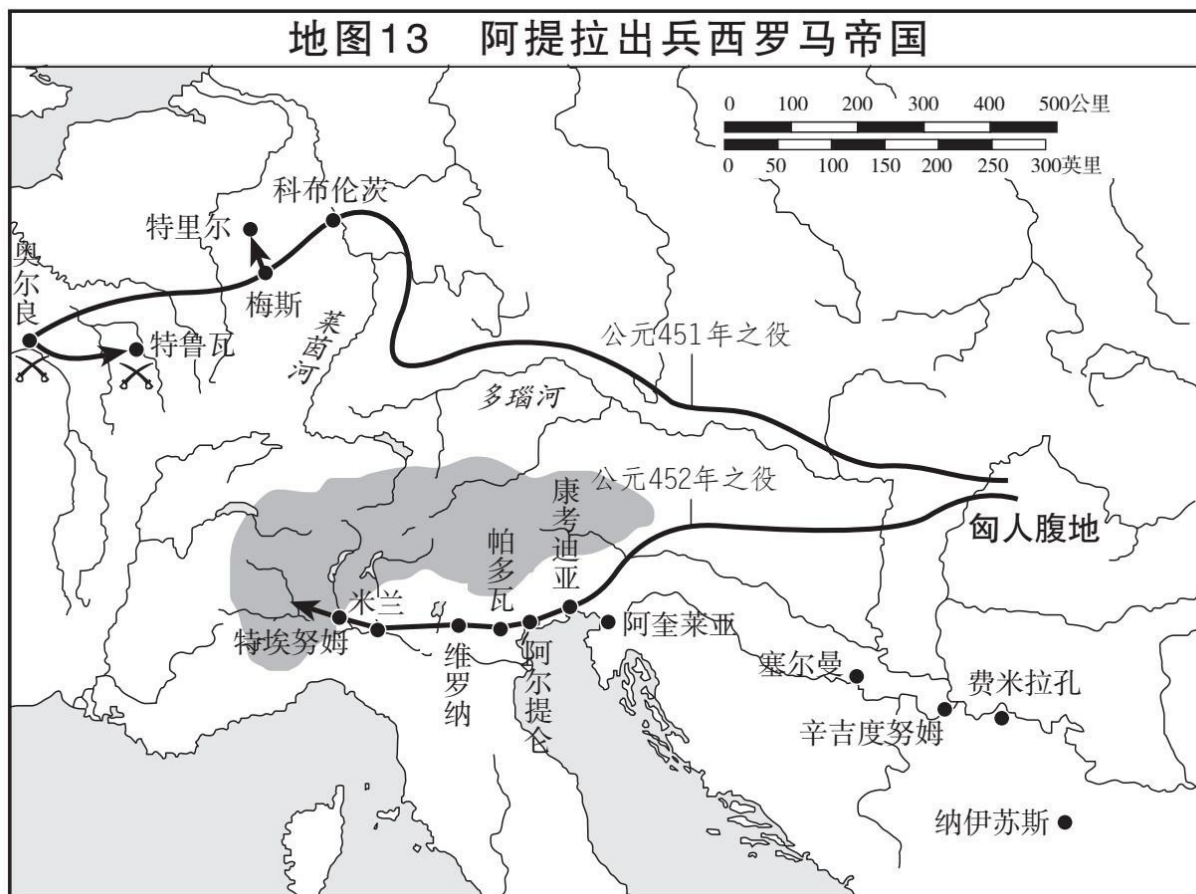 地图13 阿提拉出兵西罗马帝国
0 100 200 300 400 500公里
0 50 100 150 200 250 300英里
科布伦茨
特里尔
奥尔良
梅斯
莱茵河
特鲁瓦
公元451年之役
多瑙河
公元452年之役
康考迪亚
匈人腹地
帕多瓦
米兰
特埃努姆
阿奎莱亚
维罗纳
阿尔提仑
塞尔曼
费米拉孔
辛吉度努姆
纳伊苏斯